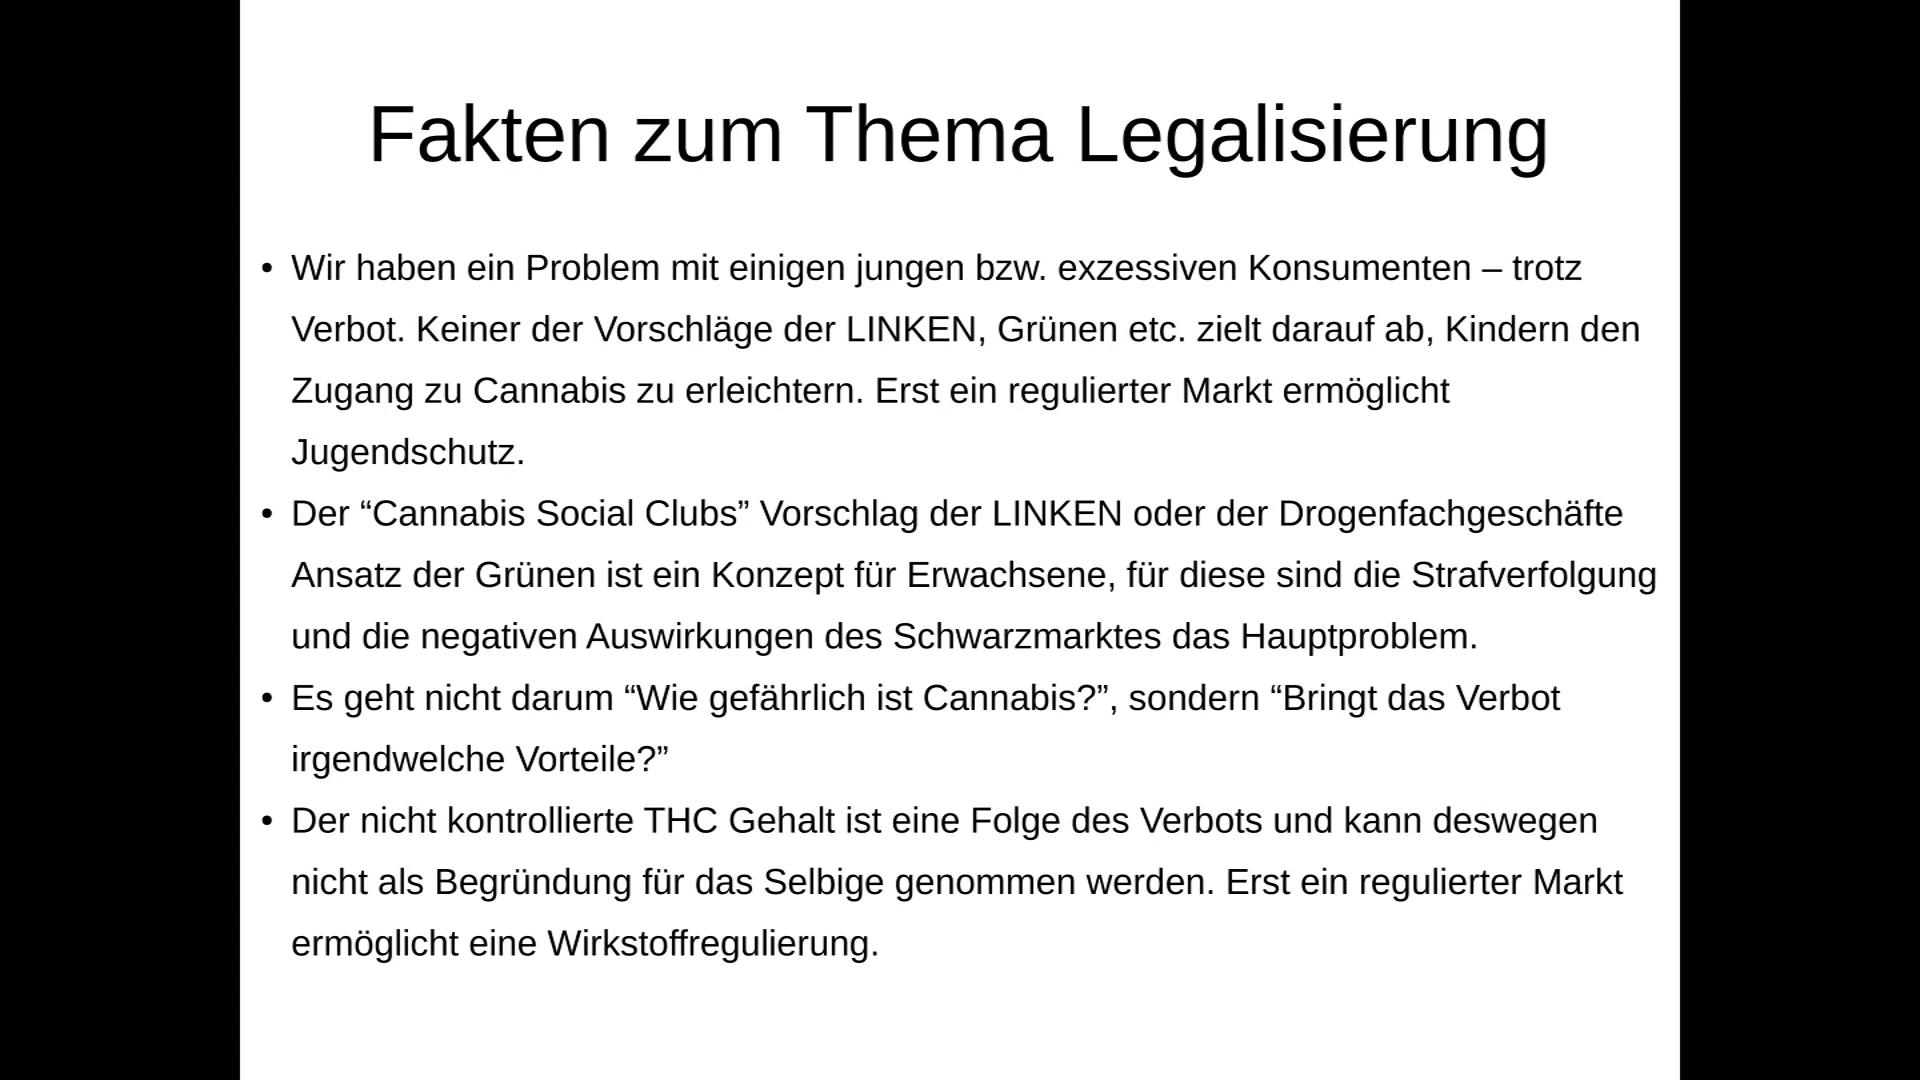 Fakten zum Thema Legalisierung
• Wir haben ein Problem mit einigen jungen bzw. exzessiven Konsumenten – trotz
Verbot. Keiner der Vorschläge der LINKEN, Grünen etc. zielt darauf ab, Kindern den
Zugang zu Cannabis zu erleichtern. Erst ein regulierter Markt ermöglicht
Jugendschutz.
• Der “Cannabis Social Clubs” Vorschlag der LINKEN oder der Drogenfachgeschäfte
Ansatz der Grünen ist ein Konzept für Erwachsene, für diese sind die Strafverfolgung
und die negativen Auswirkungen des Schwarzmarktes das Hauptproblem.
• Es geht nicht darum “Wie gefährlich ist Cannabis?”, sondern “Bringt das Verbot
irgendwelche Vorteile?”
• Der nicht kontrollierte THC Gehalt ist eine Folge des Verbots und kann deswegen
nicht als Begründung für das Selbige genommen werden. Erst ein regulierter Markt
ermöglicht eine Wirkstoffregulierung.